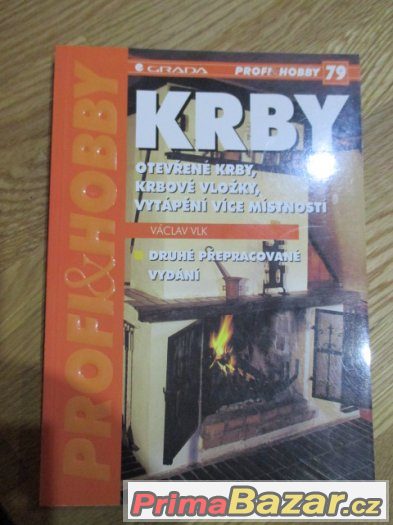 GRADA
PROFI & HOBBY 79
KRBY
OTEVŘENÉ KRBY,
KRBOVÉ VLOŽKY,
VYTÁPĚNÍ VÍCE MÍSTNOSTÍ
VÁCLAV VLK
DRUHÉ PŘEPRACOVANÉ
VYDÁNÍ
PROFI&HOBBY
PrimaBazar.cz